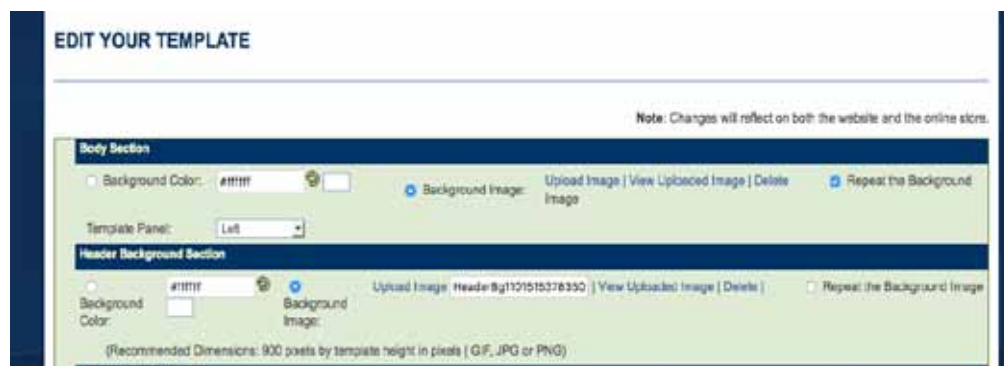 EDIT YOUR TEMPLATE
Note: Changes will reflect on both the website and the online store.
Body Section
Background Color: #ffffff Background Image: Upload Image | View Uploaded Image | Delete Image Repeat the Background
Template Panel: Left
Header Background Section
Background Color: #ffffff Background Image: Upload Image HeaderBg1101515378350 | View Uploaded Image | Delete | Repeat the Background Image
(Recommended Dimensions: 900 pixels by template height in pixels | GIF, JPG or PNG)